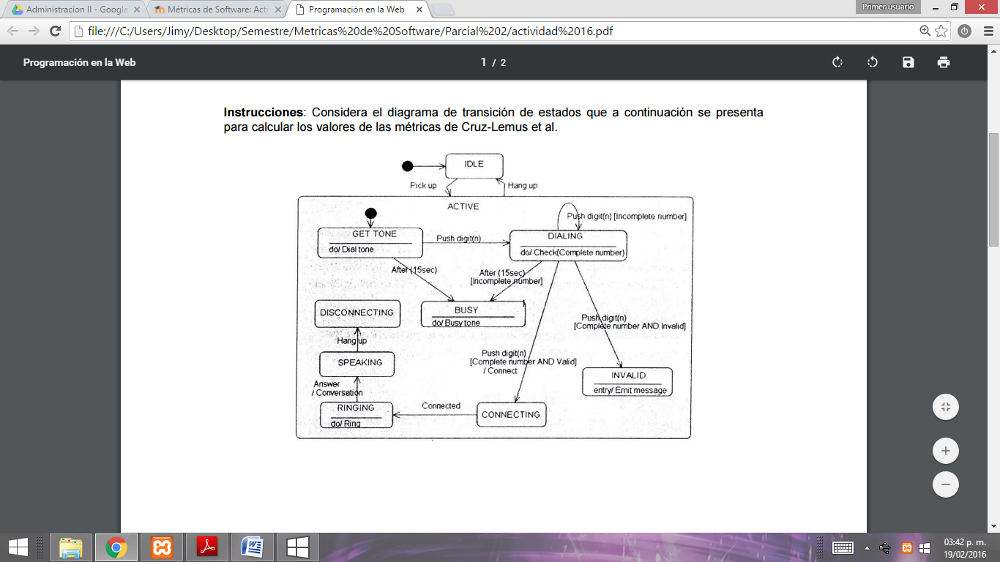 Administracion II - Google
Métricas de Software: Acti
Programación en la Web
Primer usuario
file:///C:/Users/Jimy/Desktop/Semestre/Metricas%20de%20Software/Parcial%202/actividad%2016.pdf
Programación en la Web
1 / 2
Instrucciones: Considera el diagrama de transición de estados que a continuación se presenta
para calcular los valores de las métricas de Cruz-Lemus et al.
IDLE
Pick up
Hang up
ACTIVE
Push digit(n) [Incomplete number]
GET TONE
do/ Dial tone
Push digit(n)
DIALING
do/ Check(Complete number)
After (15sec)
After (15sec)
[Incomplete number]
DISCONNECTING
BUSY
do/ Busy tone
Push digit(n)
[Complete number AND Invalid]
Hang up
SPEAKING
Push digit(n)
[Complete number AND Valid]
/ Connect
INVALID
entry/ Emit message
Answer
/ Conversation
RINGING
do/ Ring
Connected
CONNECTING
03:42 p. m.
19/02/2016